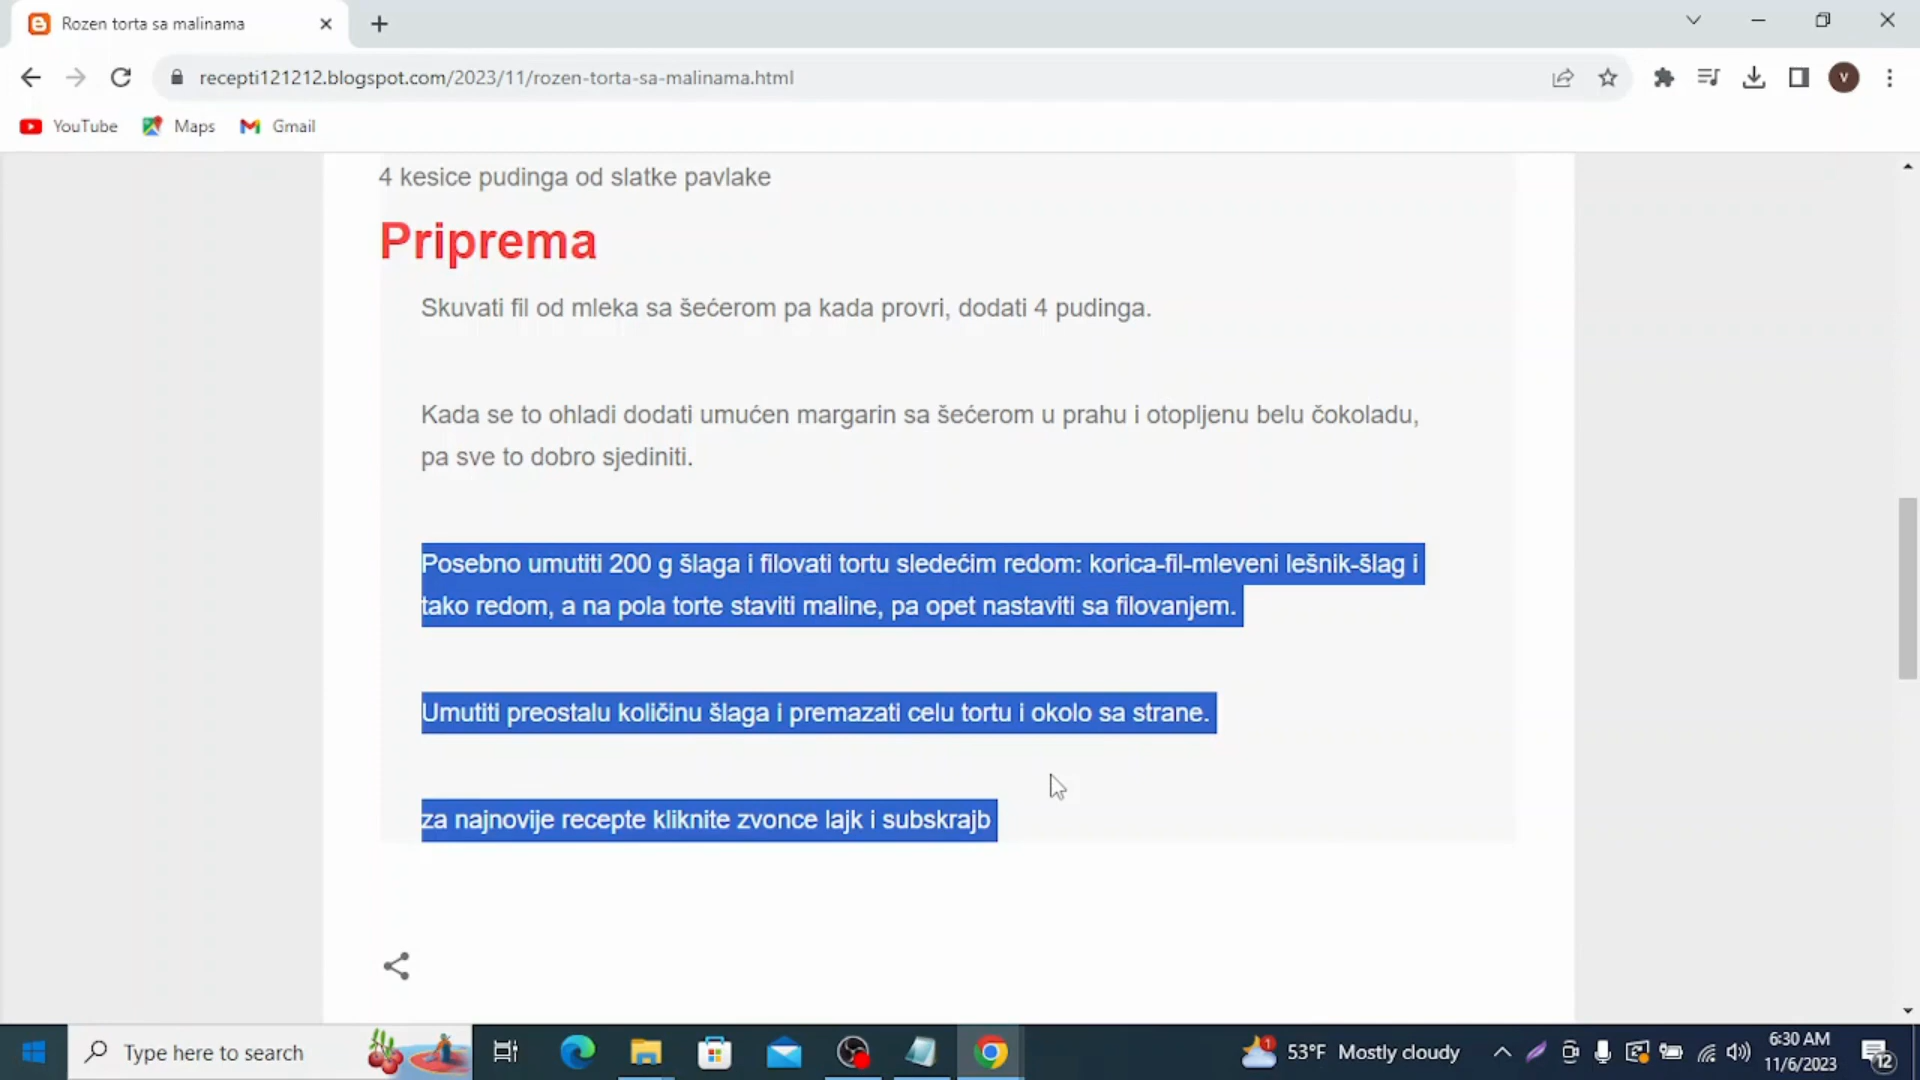 Rozen torta sa malinama
recepti121212.blogspot.com/2023/11/rozen-torta-sa-malinama.html
V
YouTube
Maps
Gmail
4 kesice pudinga od slatke pavlake
Priprema
Skuvati fil od mleka sa šećerom pa kada provri, dodati 4 pudinga.
Kada se to ohladi dodati umućen margarin sa šećerom u prahu i otopljenu belu čokoladu,
pa sve to dobro sjediniti.
Posebno umutiti 200 g šlaga i filovati tortu sledećim redom: korica-fil-mleveni lešnik-šlag i
tako redom, a na pola torte staviti maline, pa opet nastaviti sa filovanjem.
Umutiti preostalu količinu šlaga i premazati celu tortu i okolo sa strane.
za najnovije recepte kliknite zvonce lajk i subskrajb
Type here to search
1
53°F Mostly cloudy
6:30 AM
11/6/2023
12